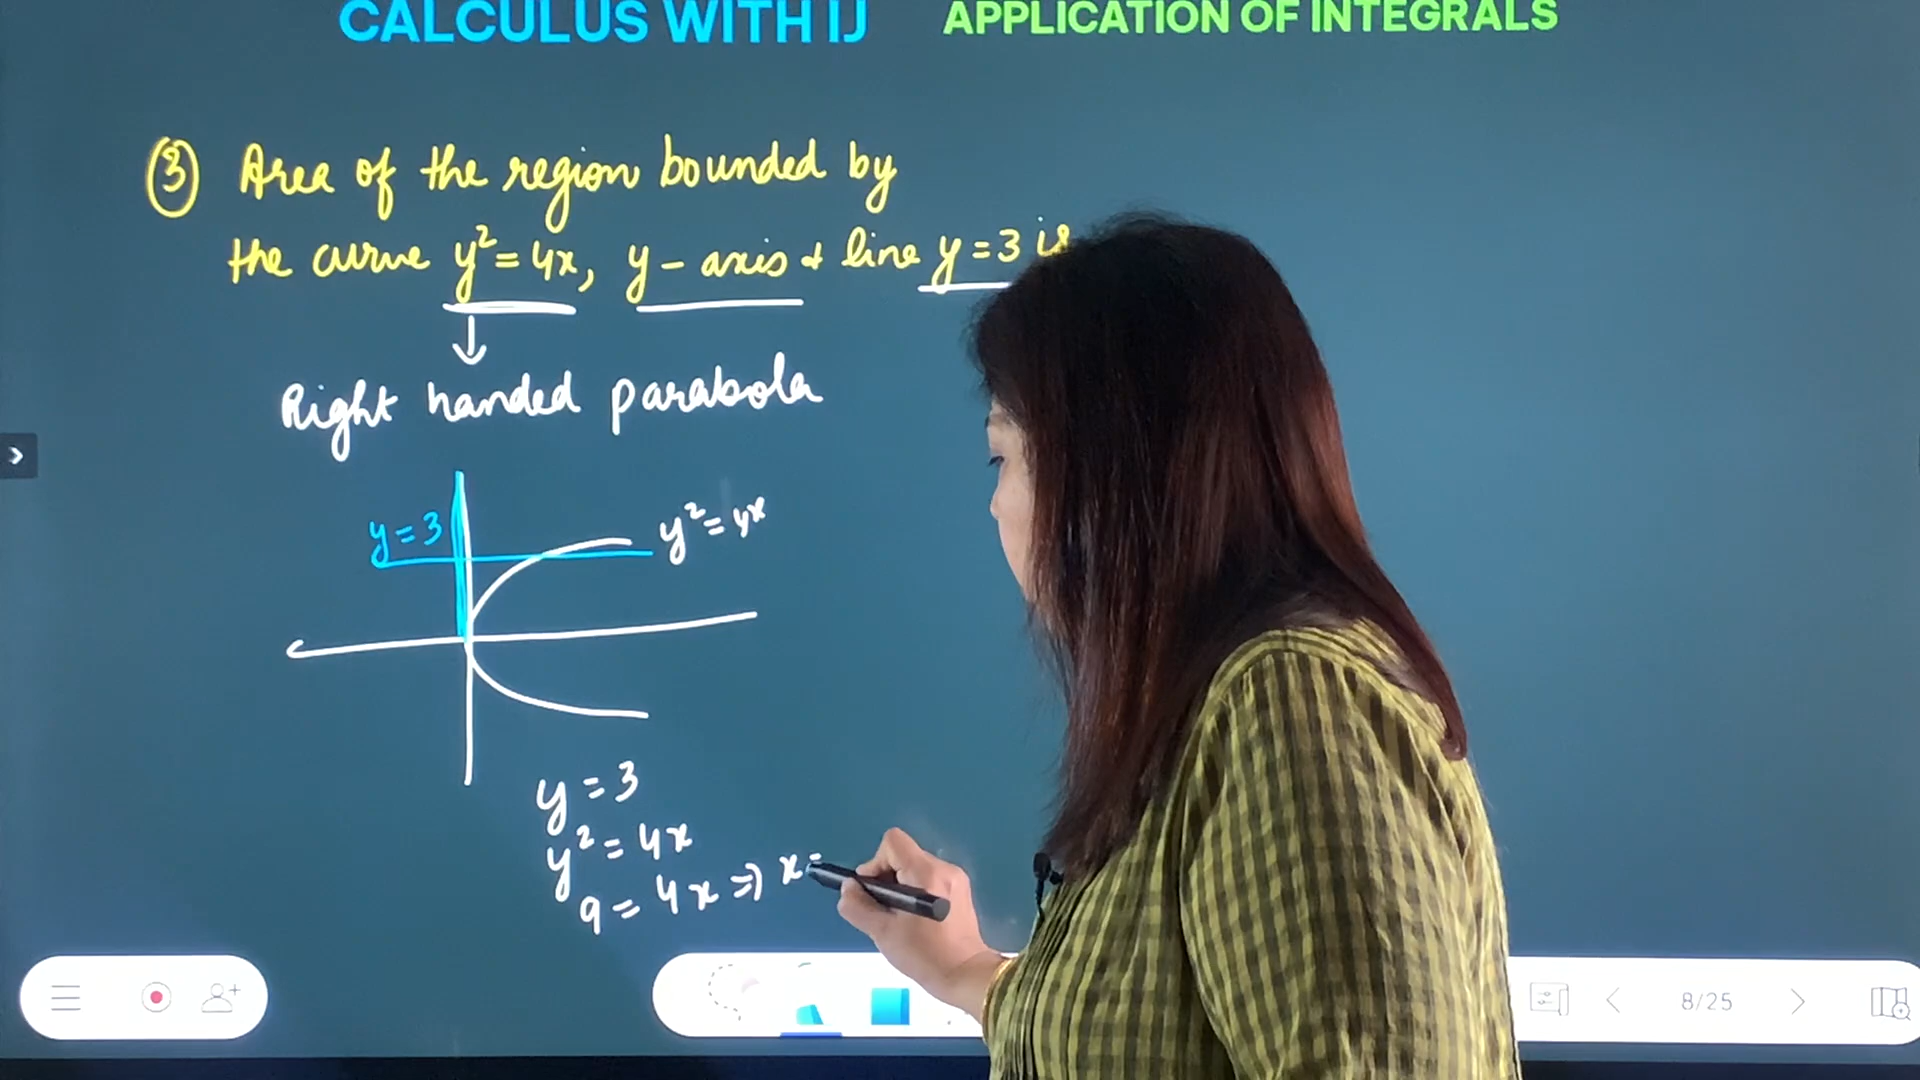 CALCULUS WITH IJ APPLICATION OF INTEGRALS
③ Area of the region bounded by
the curve y² = 4x, y - axis & line y = 3 is
↓
Right handed parabola
y = 3
y² = 4x
y = 3
y² = 4x
9 = 4x ⇒ x =
8/25